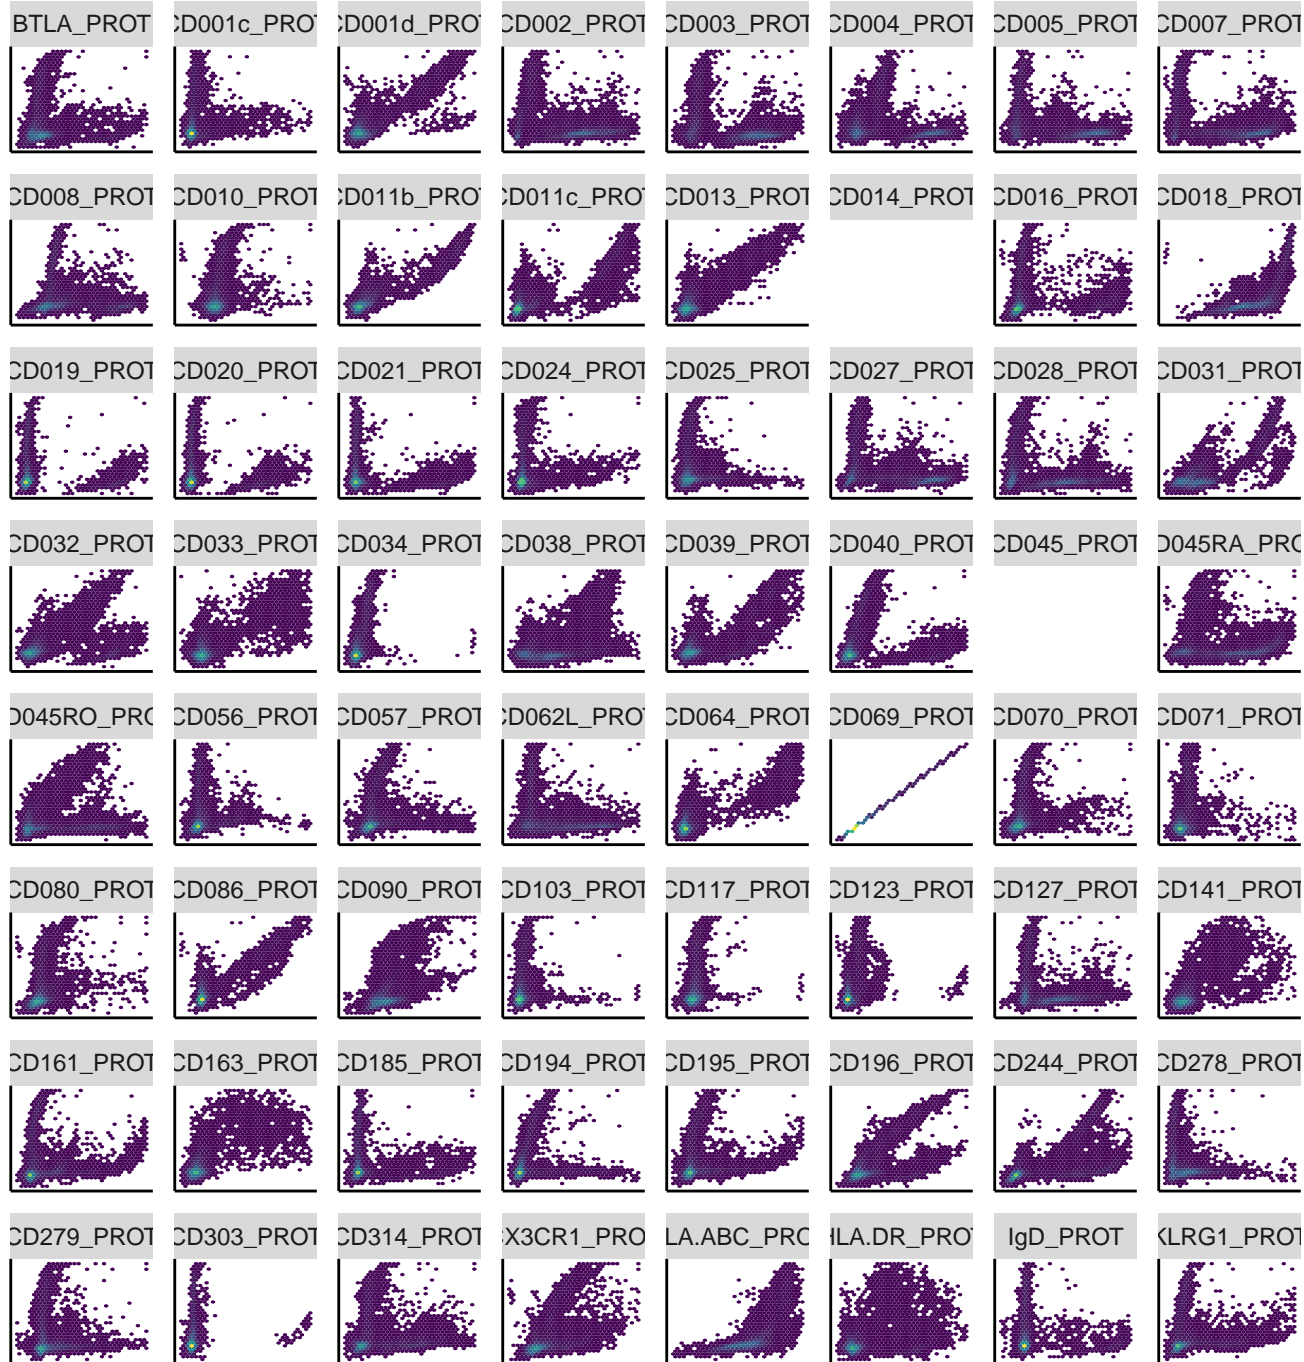 BTLA_PROT CD001c_PROT CD001d_PROT CD002_PROT CD003_PROT CD004_PROT CD005_PROT CD007_PROT
CD008_PROT CD010_PROT CD011b_PROT CD011c_PROT CD013_PROT CD014_PROT CD016_PROT CD018_PROT
CD019_PROT CD020_PROT CD021_PROT CD024_PROT CD025_PROT CD027_PROT CD028_PROT CD031_PROT
CD032_PROT CD033_PROT CD034_PROT CD038_PROT CD039_PROT CD040_PROT CD045_PROT D045RA_PRO
D045RO_PRO CD056_PROT CD057_PROT CD062L_PROT CD064_PROT CD069_PROT CD070_PROT CD071_PROT
CD080_PROT CD086_PROT CD090_PROT CD103_PROT CD117_PROT CD123_PROT CD127_PROT CD141_PROT
CD161_PROT CD163_PROT CD185_PROT CD194_PROT CD195_PROT CD196_PROT CD244_PROT CD278_PROT
CD279_PROT CD303_PROT CD314_PROT CX3CR1_PRO LA.ABC_PRO HLA.DR_PROT IgD_PROT KLRG1_PROT